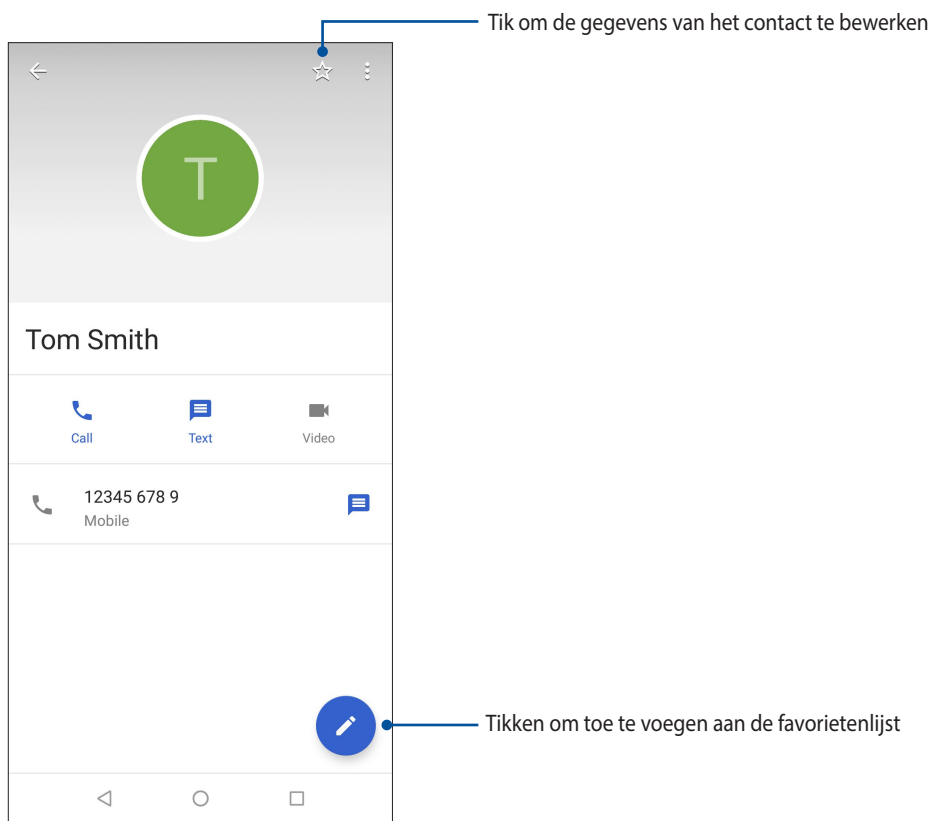 Tik om de gegevens van het contact te bewerken
T
Tom Smith
Call Text Video
12345 678 9
Mobile
Tikken om toe te voegen aan de favorietenlijst